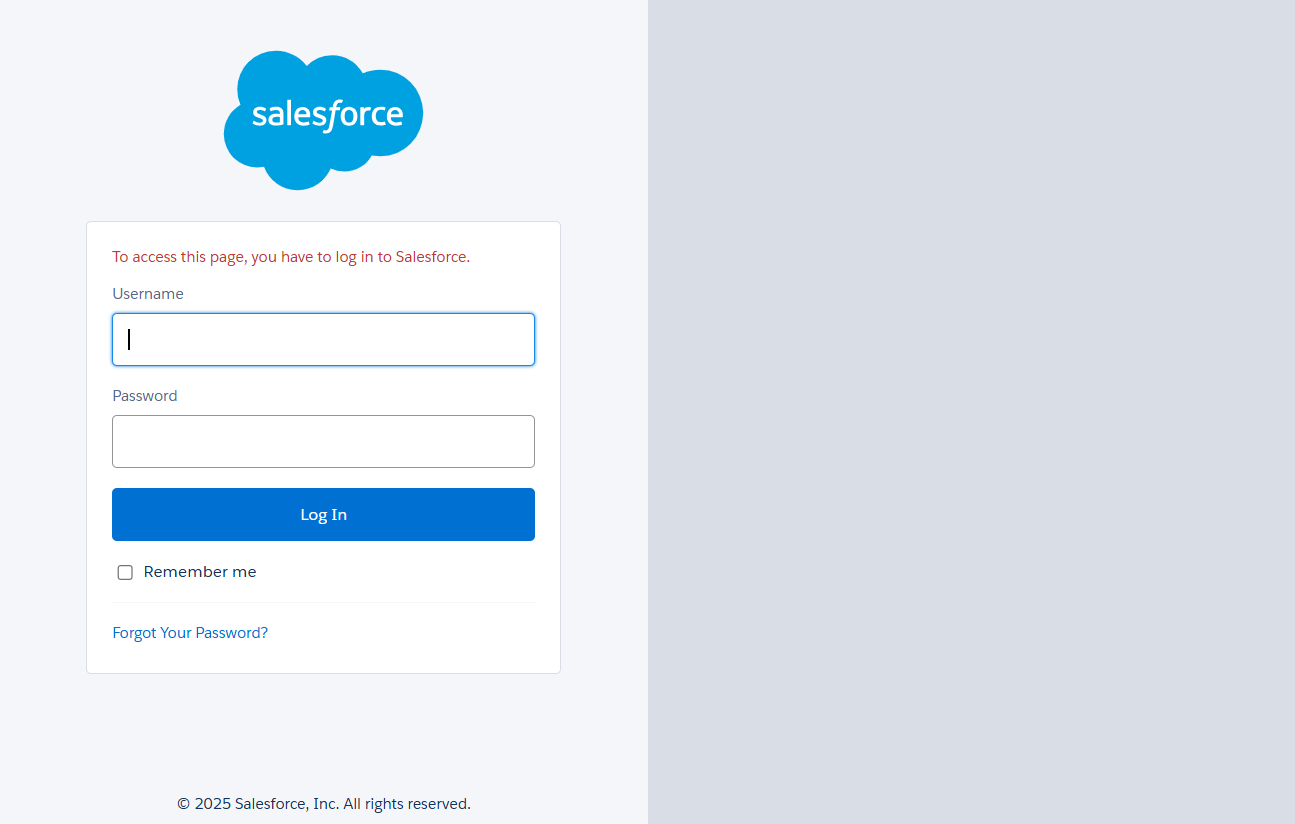 salesforce
To access this page, you have to log in to Salesforce.
Username
Password
Log In
Remember me
Forgot Your Password?
© 2025 Salesforce, Inc. All rights reserved.